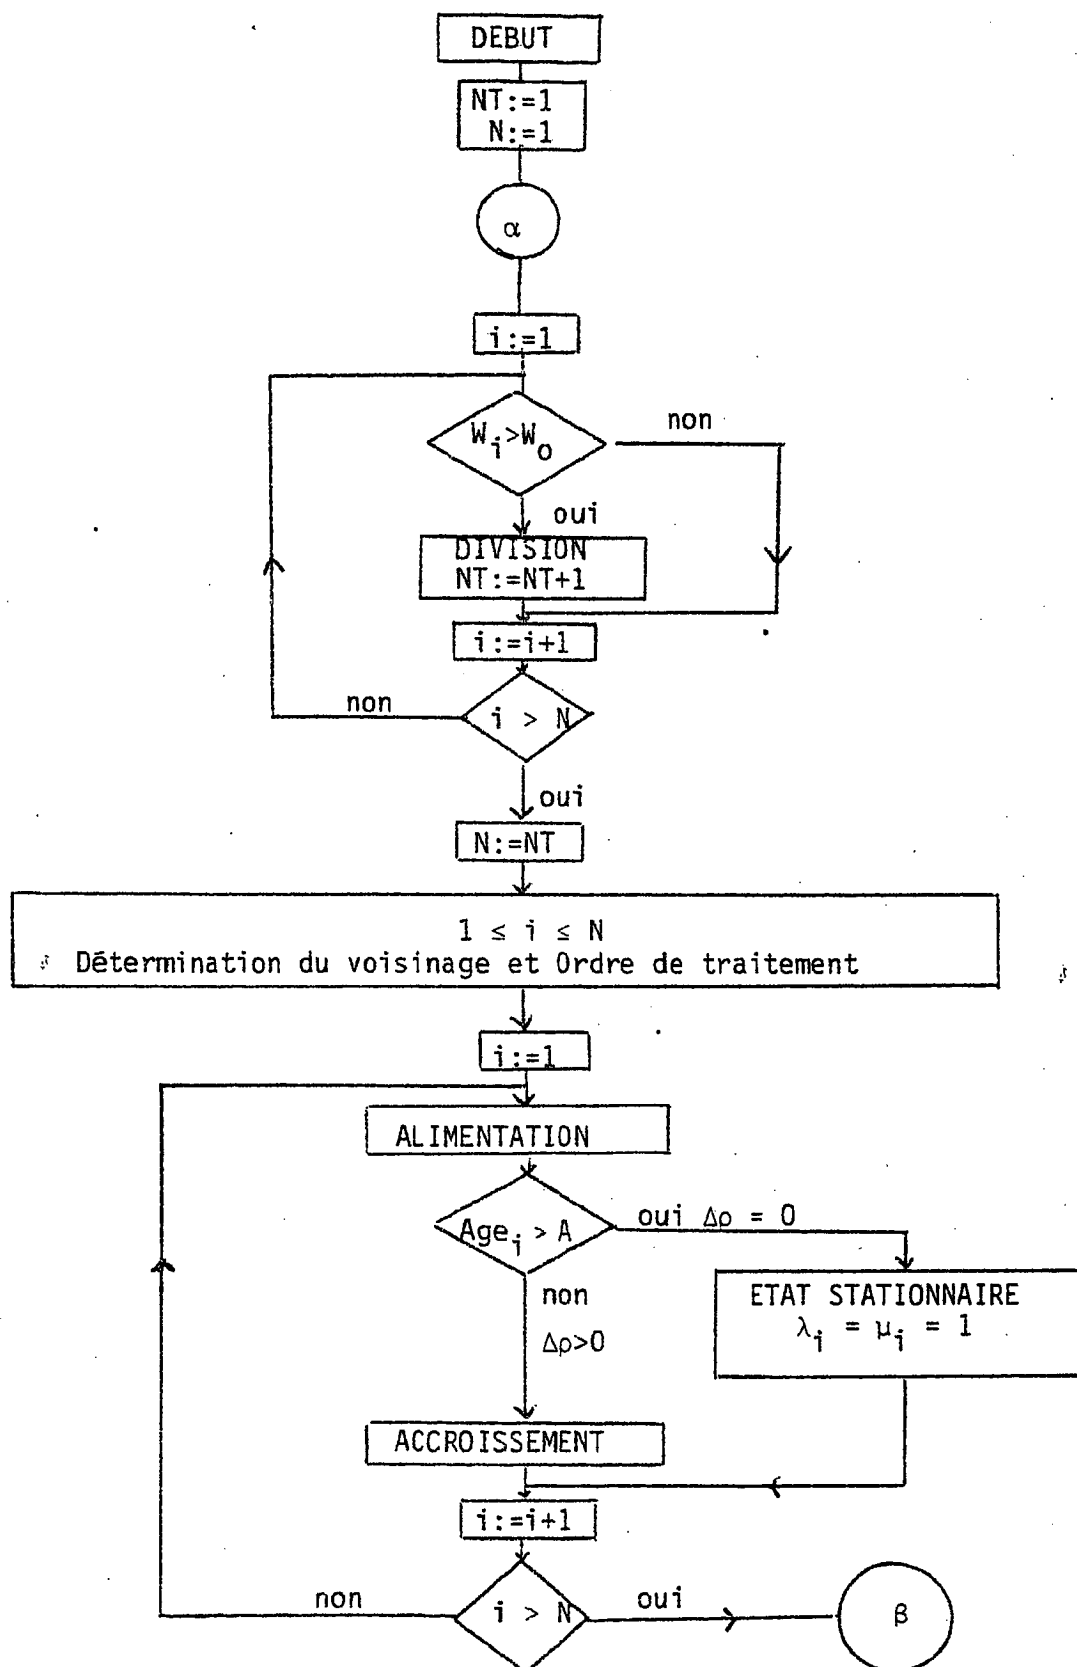 DEBUT
NT:=1
N:=1
α
i:=1
W_i>W_o
non
oui
DIVISION
NT:=NT+1
i:=i+1
non
i > N
oui
N:=NT
1 ≤ i ≤ N
Détermination du voisinage et Ordre de traitement
i:=1
ALIMENTATION
Age_i > A
oui Δρ = 0
non
Δρ>0
ETAT STATIONNAIRE
λ_i = μ_i = 1
ACCROISSEMENT
i:=i+1
non
i > N
oui
β